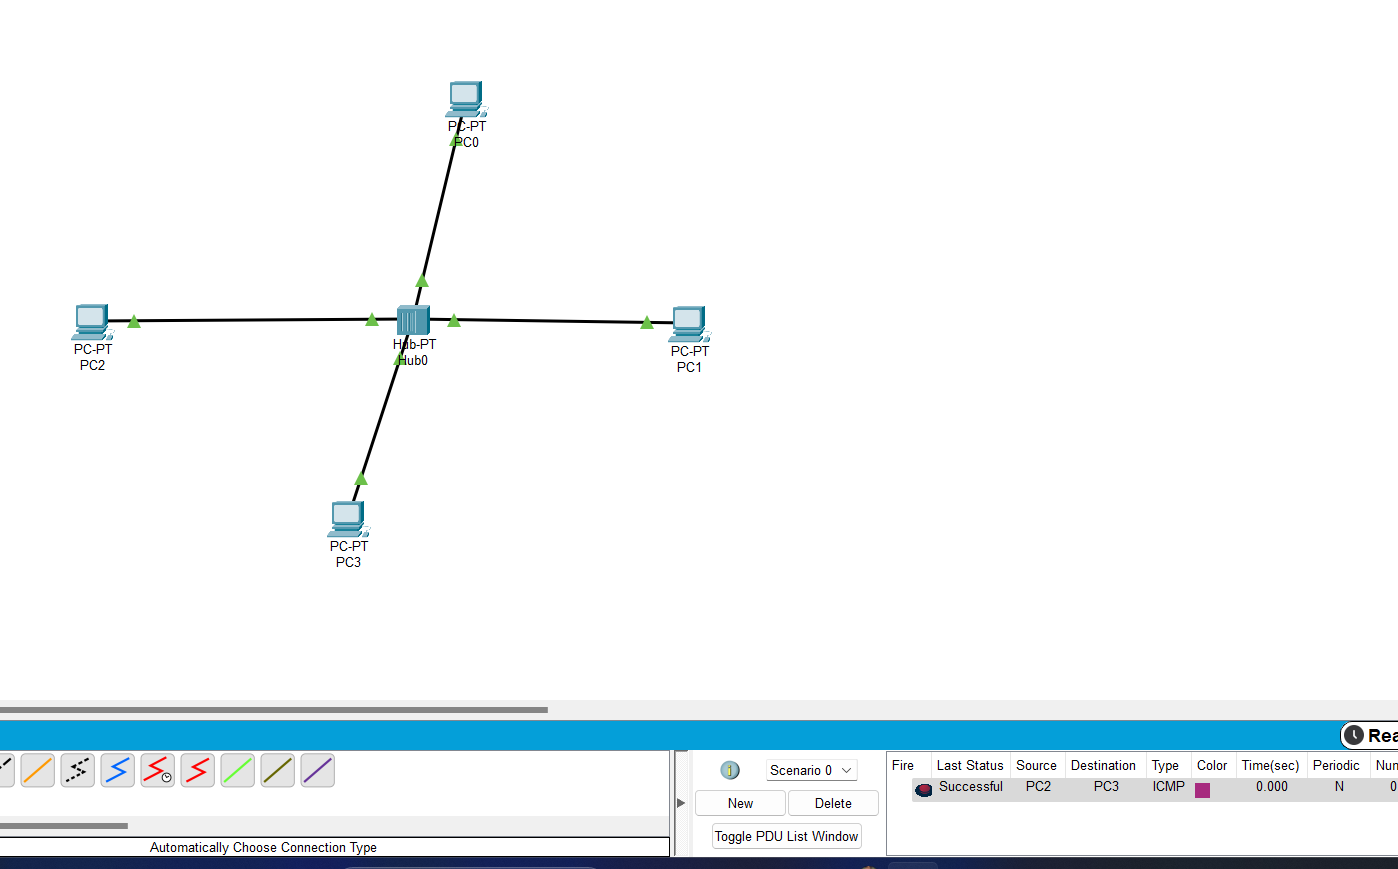 PC-PT
PC0
PC-PT
PC2
Hub-PT
Hub0
PC-PT
PC1
PC-PT
PC3
Rea
Scenario 0
New
Delete
Toggle PDU List Window
Fire Last Status Source Destination Type Color Time(sec) Periodic Nun
Successful PC2 PC3 ICMP 0.000 N 0
Automatically Choose Connection Type